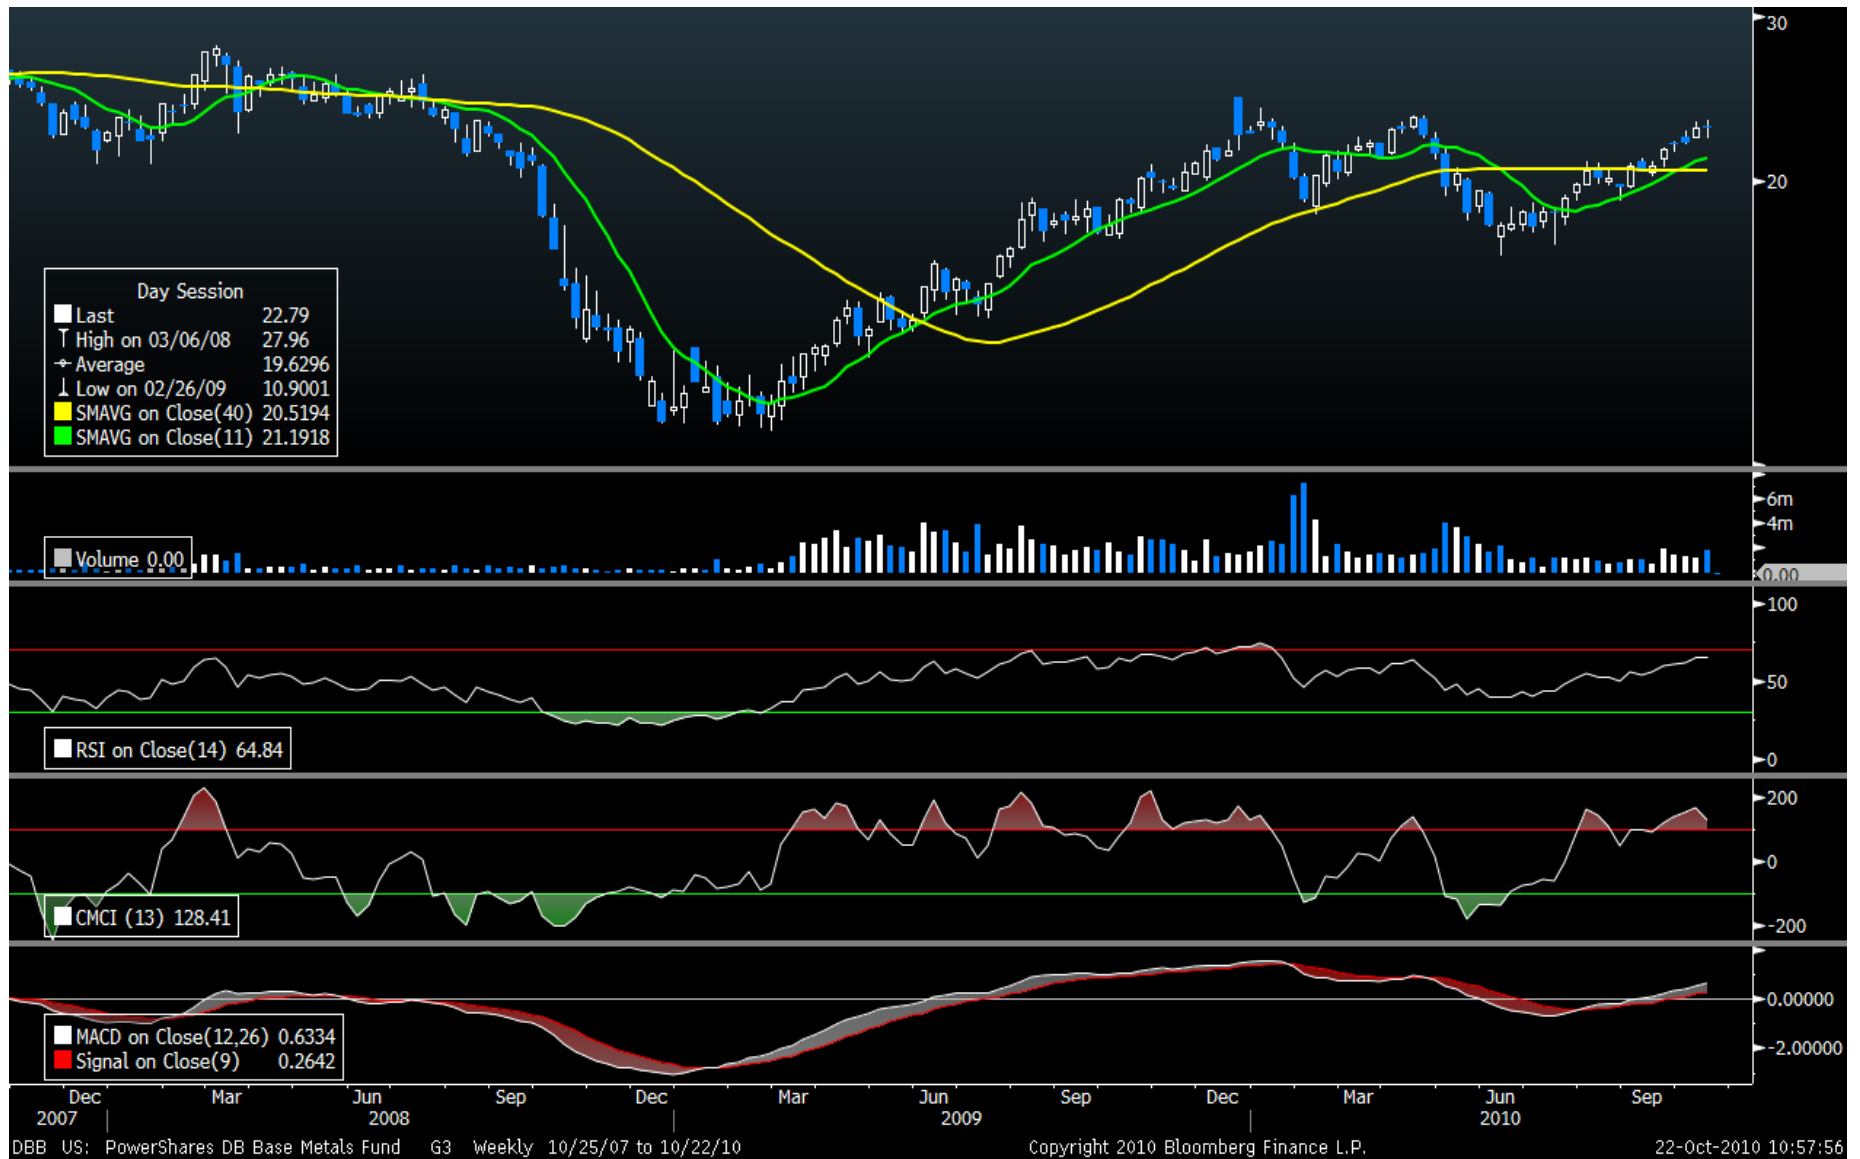 30
20
Day Session
Last 22.79
High on 03/06/08 27.96
Average 19.6296
Low on 02/26/09 10.9001
SMAVG on Close(40) 20.5194
SMAVG on Close(11) 21.1918
6m
4m
Volume 0.00
0.00
100
50
RSI on Close(14) 64.84
0
200
0
CMCI (13) 128.41
-200
0.00000
MACD on Close(12,26) 0.6334
-2.00000
Signal on Close(9) 0.2642
Dec Mar Jun Sep Dec Mar Jun Sep Dec Mar Jun Sep
2007 2008 2009 2010
DBB US: PowerShares DB Base Metals Fund G3 Weekly 10/25/07 to 10/22/10 Copyright 2010 Bloomberg Finance L.P. 22-Oct-2010 10:57:56